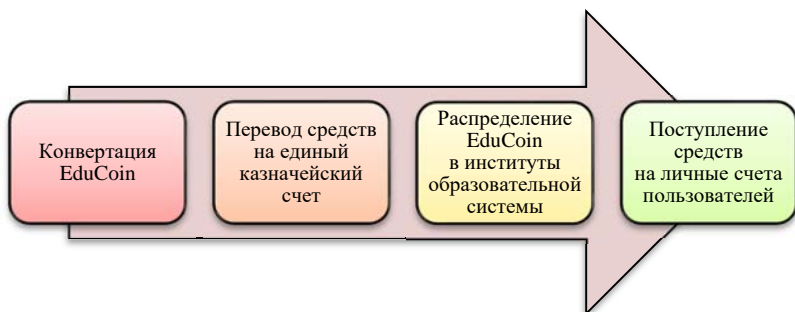 Конвертация
EduCoin
Перевод средств
на единый
казначейский
счет
Распределение
EduCoin
в институты
образовательной
системы
Поступление
средств
на личные счета
пользователей